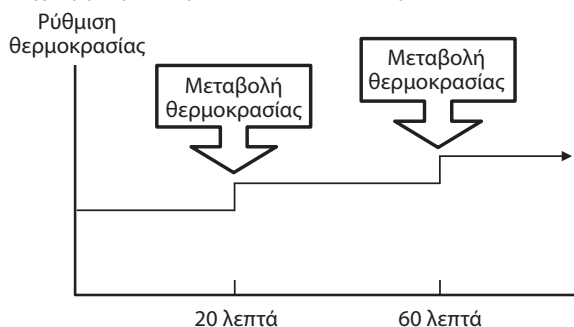 Ρύθμιση
θερμοκρασίας
Μεταβολή
θερμοκρασίας
Μεταβολή
θερμοκρασίας
20 λεπτά
60 λεπτά